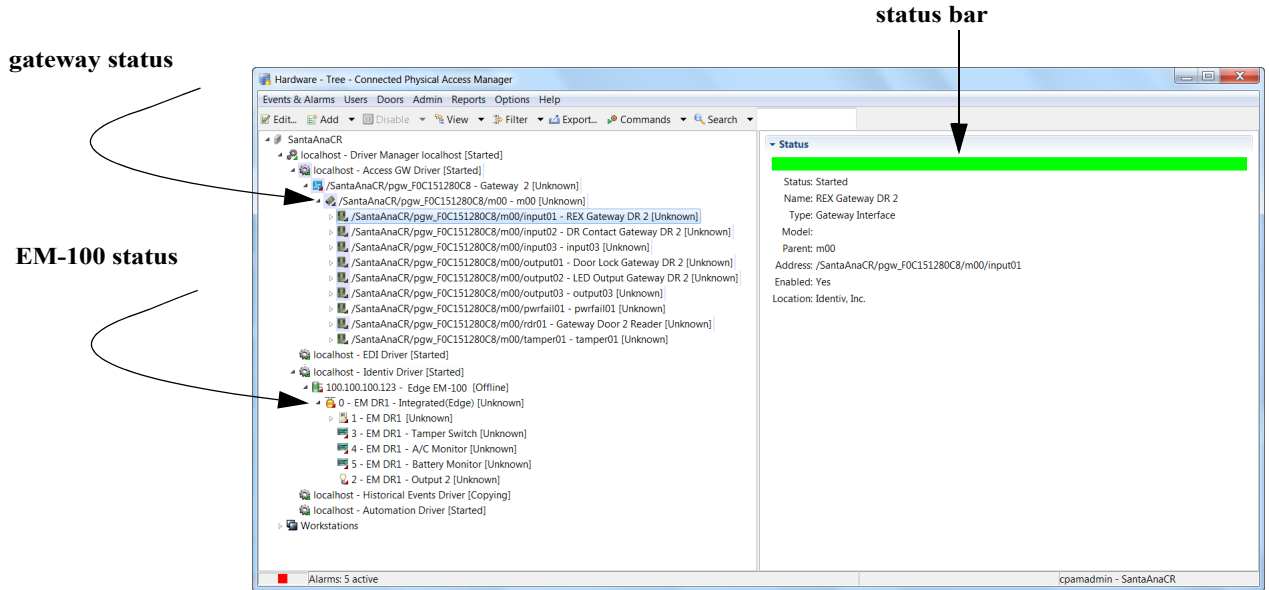 status bar
gateway status
EM-100 status
Hardware - Tree - Connected Physical Access Manager
Events & Alarms Users Doors Admin Reports Options Help
Edit... Add Disable View Filter Export... Commands Search
SantaAnaCR
localhost - Driver Manager localhost [Started]
localhost - Access GW Driver [Started]
/SantaAnaCR/pgw_F0C151280C8 - Gateway 2 [Unknown]
/SantaAnaCR/pgw_F0C151280C8/m00 - m00 [Unknown]
/SantaAnaCR/pgw_F0C151280C8/m00/input01 - REX Gateway DR 2 [Unknown]
/SantaAnaCR/pgw_F0C151280C8/m00/input02 - DR Contact Gateway DR 2 [Unknown]
/SantaAnaCR/pgw_F0C151280C8/m00/input03 - input03 [Unknown]
/SantaAnaCR/pgw_F0C151280C8/m00/output01 - Door Lock Gateway DR 2 [Unknown]
/SantaAnaCR/pgw_F0C151280C8/m00/output02 - LED Output Gateway DR 2 [Unknown]
/SantaAnaCR/pgw_F0C151280C8/m00/output03 - output03 [Unknown]
/SantaAnaCR/pgw_F0C151280C8/m00/pwrfail01 - pwrfail01 [Unknown]
/SantaAnaCR/pgw_F0C151280C8/m00/rdr01 - Gateway Door 2 Reader [Unknown]
/SantaAnaCR/pgw_F0C151280C8/m00/tamper01 - tamper01 [Unknown]
localhost - EDI Driver [Started]
localhost - Identiv Driver [Started]
100.100.100.123 - Edge EM-100 [Offline]
0 - EM DR1 - Integrated(Edge) [Unknown]
1 - EM DR1 [Unknown]
3 - EM DR1 - Tamper Switch [Unknown]
4 - EM DR1 - A/C Monitor [Unknown]
5 - EM DR1 - Battery Monitor [Unknown]
2 - EM DR1 - Output 2 [Unknown]
localhost - Historical Events Driver [Copying]
localhost - Automation Driver [Started]
Workstations
Status
Status: Started
Name: REX Gateway DR 2
Type: Gateway Interface
Model:
Parent: m00
Address: /SantaAnaCR/pgw_F0C151280C8/m00/input01
Enabled: Yes
Location: Identiv, Inc.
Alarms: 5 active
cpamadmin - SantaAnaCR